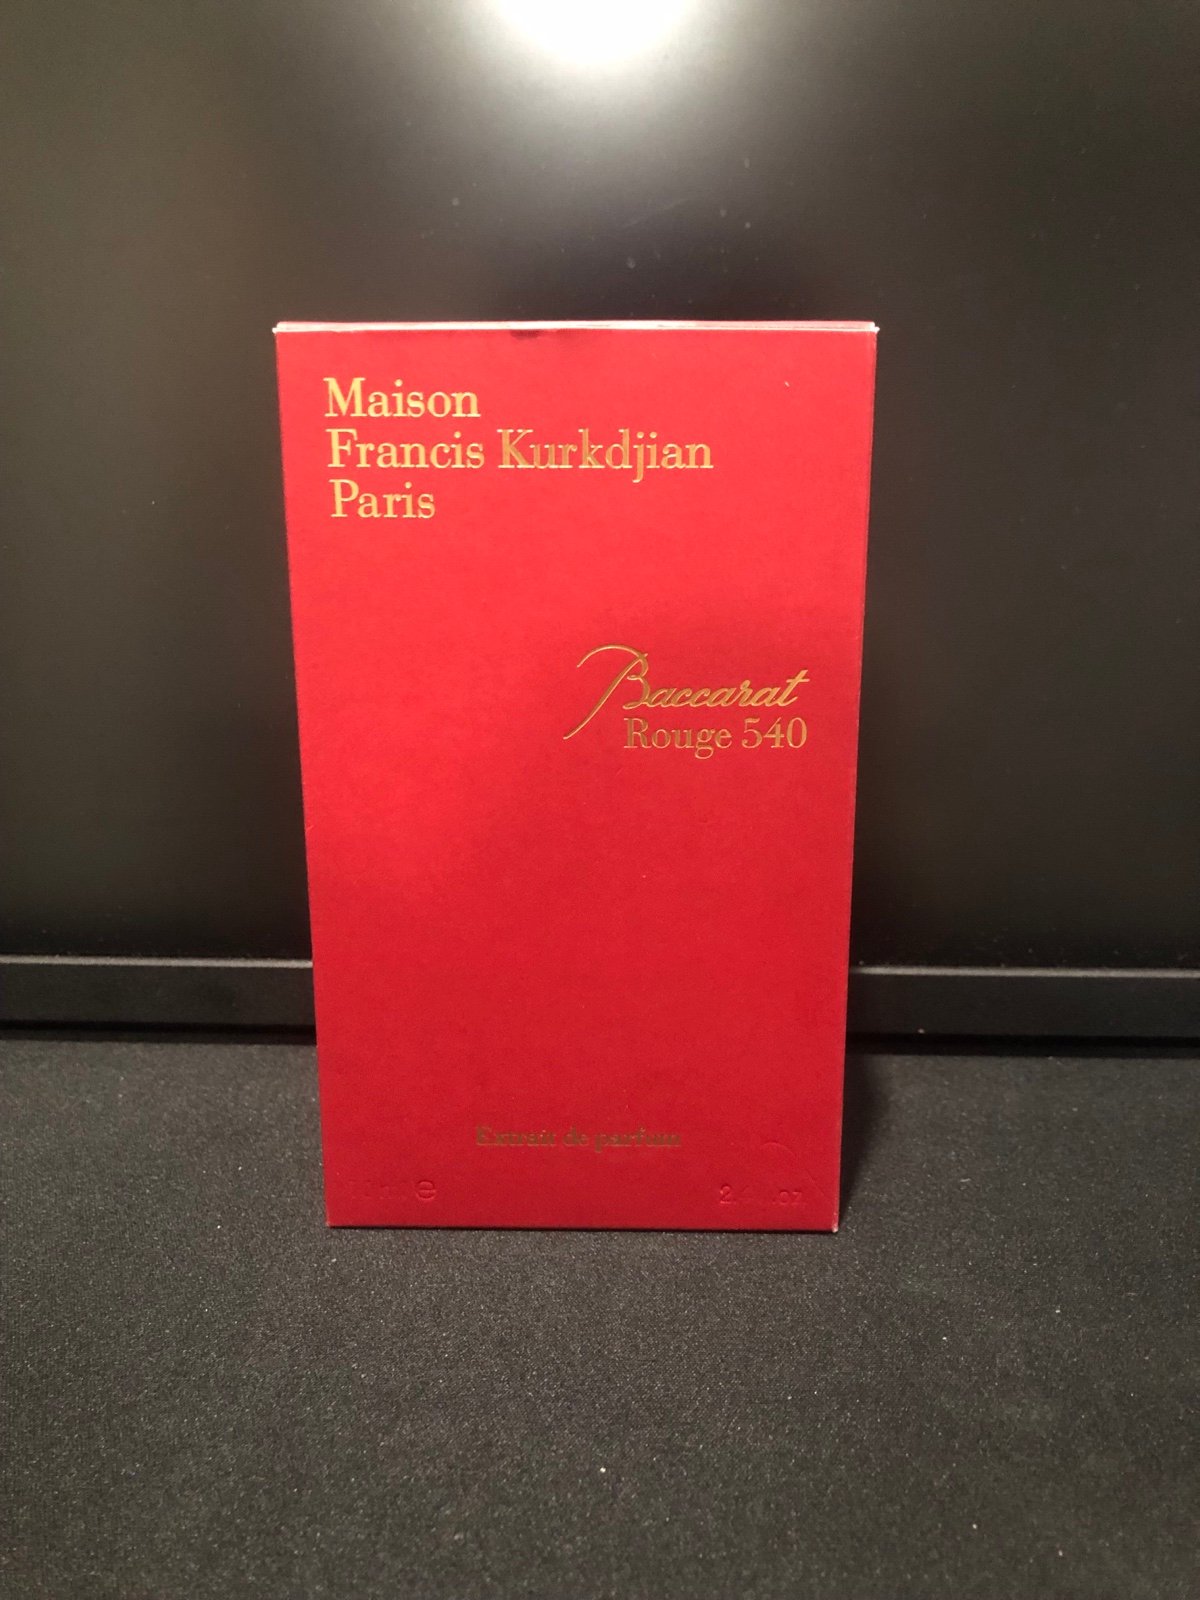 Maison
Francis Kurkdjian
Paris
Baccarat
Rouge 540
Extrait de parfum